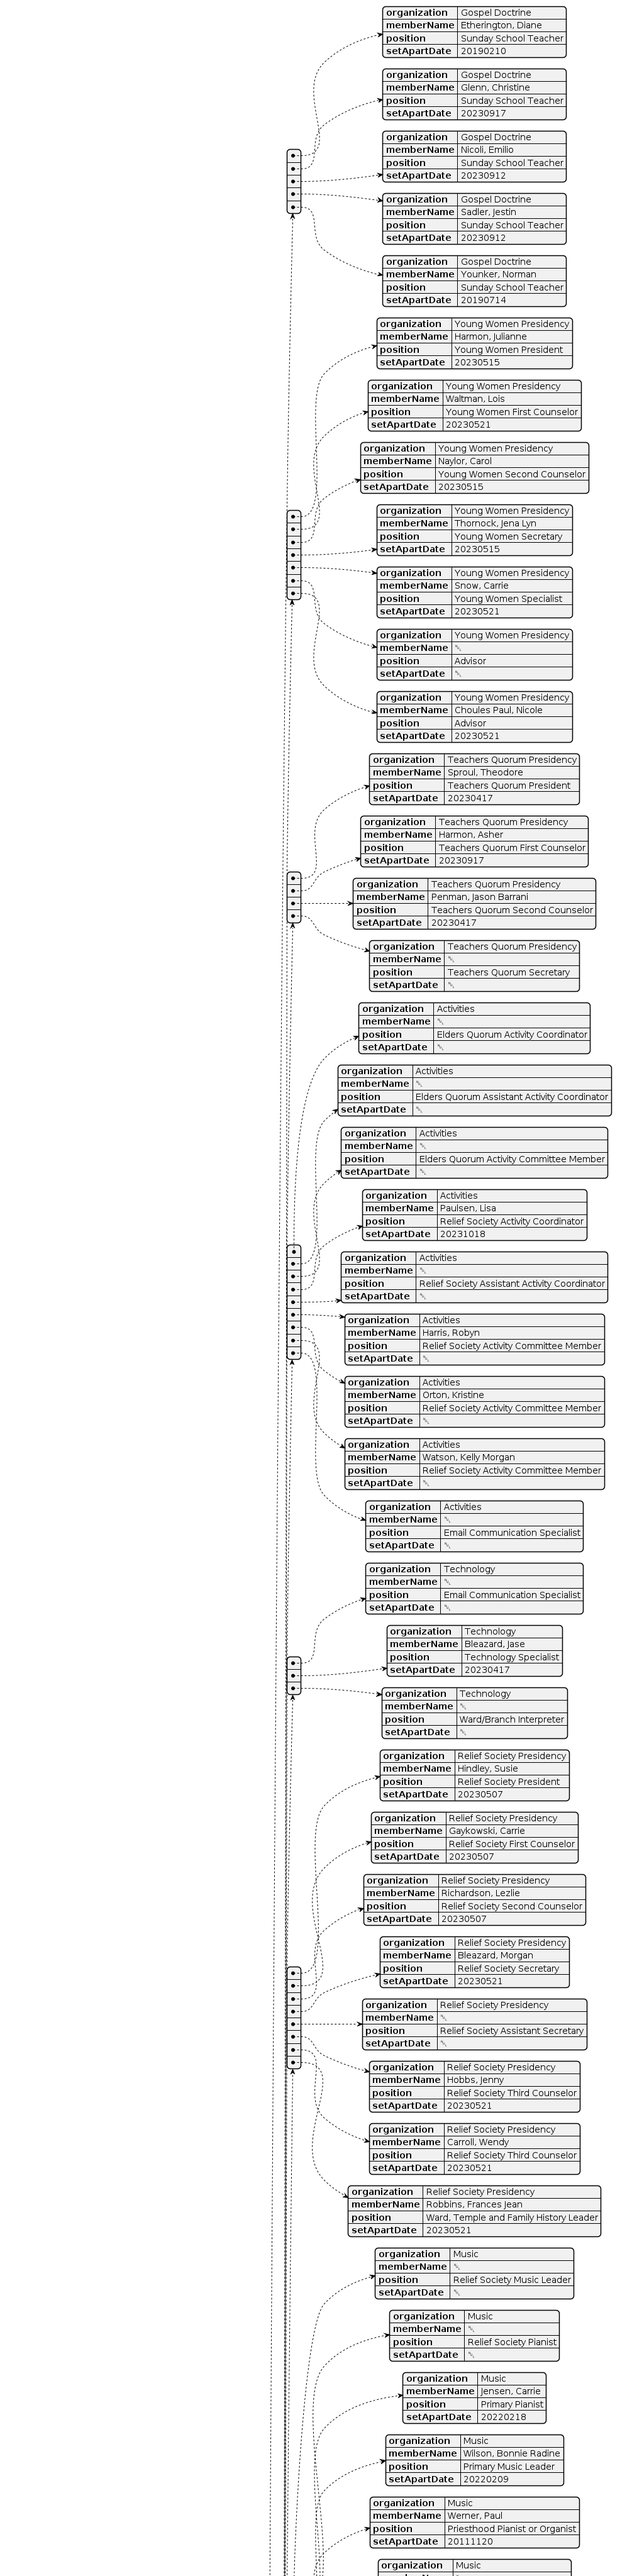 organization Gospel Doctrine
memberName Etherington, Diane
position Sunday School Teacher
setApartDate 20190210
organization Gospel Doctrine
memberName Glenn, Christine
position Sunday School Teacher
setApartDate 20230917
organization Gospel Doctrine
memberName Nicoli, Emilio
position Sunday School Teacher
setApartDate 20230912
organization Gospel Doctrine
memberName Sadler, Jestin
position Sunday School Teacher
setApartDate 20230912
organization Gospel Doctrine
memberName Younker, Norman
position Sunday School Teacher
setApartDate 20190714
organization Young Women Presidency
memberName Harmon, Julianne
position Young Women President
setApartDate 20230515
organization Young Women Presidency
memberName Waltman, Lois
position Young Women First Counselor
setApartDate 20230521
organization Young Women Presidency
memberName Naylor, Carol
position Young Women Second Counselor
setApartDate 20230515
organization Young Women Presidency
memberName Thornock, Jena Lyn
position Young Women Secretary
setApartDate 20230515
organization Young Women Presidency
memberName Snow, Carrie
position Young Women Specialist
setApartDate 20230521
organization Young Women Presidency
memberName ␀
position Advisor
setApartDate ␀
organization Young Women Presidency
memberName Choules Paul, Nicole
position Advisor
setApartDate 20230521
organization Teachers Quorum Presidency
memberName Sproul, Theodore
position Teachers Quorum President
setApartDate 20230417
organization Teachers Quorum Presidency
memberName Harmon, Asher
position Teachers Quorum First Counselor
setApartDate 20230917
organization Teachers Quorum Presidency
memberName Penman, Jason Barrani
position Teachers Quorum Second Counselor
setApartDate 20230417
organization Teachers Quorum Presidency
memberName ␀
position Teachers Quorum Secretary
setApartDate ␀
organization Activities
memberName ␀
position Elders Quorum Activity Coordinator
setApartDate ␀
organization Activities
memberName ␀
position Elders Quorum Assistant Activity Coordinator
setApartDate ␀
organization Activities
memberName ␀
position Elders Quorum Activity Committee Member
setApartDate ␀
organization Activities
memberName Paulsen, Lisa
position Relief Society Activity Coordinator
setApartDate 20231018
organization Activities
memberName ␀
position Relief Society Assistant Activity Coordinator
setApartDate ␀
organization Activities
memberName Harris, Robyn
position Relief Society Activity Committee Member
setApartDate ␀
organization Activities
memberName Orton, Kristine
position Relief Society Activity Committee Member
setApartDate ␀
organization Activities
memberName Watson, Kelly Morgan
position Relief Society Activity Committee Member
setApartDate ␀
organization Activities
memberName ␀
position Email Communication Specialist
setApartDate ␀
organization Technology
memberName ␀
position Email Communication Specialist
setApartDate ␀
organization Technology
memberName Bleazard, Jase
position Technology Specialist
setApartDate 20230417
organization Technology
memberName ␀
position Ward/Branch Interpreter
setApartDate ␀
organization Relief Society Presidency
memberName Hindley, Susie
position Relief Society President
setApartDate 20230507
organization Relief Society Presidency
memberName Gaykowski, Carrie
position Relief Society First Counselor
setApartDate 20230507
organization Relief Society Presidency
memberName Richardson, Lezlie
position Relief Society Second Counselor
setApartDate 20230507
organization Relief Society Presidency
memberName Bleazard, Morgan
position Relief Society Secretary
setApartDate 20230521
organization Relief Society Presidency
memberName ␀
position Relief Society Assistant Secretary
setApartDate ␀
organization Relief Society Presidency
memberName Hobbs, Jenny
position Relief Society Third Counselor
setApartDate 20230521
organization Relief Society Presidency
memberName Carroll, Wendy
position Relief Society Third Counselor
setApartDate 20230521
organization Relief Society Presidency
memberName Robbins, Frances Jean
position Ward, Temple and Family History Leader
setApartDate 20230521
organization Music
memberName ␀
position Relief Society Music Leader
setApartDate ␀
organization Music
memberName ␀
position Relief Society Pianist
setApartDate ␀
organization Music
memberName Jensen, Carrie
position Primary Pianist
setApartDate 20220218
organization Music
memberName Wilson, Bonnie Radine
position Primary Music Leader
setApartDate 20220209
organization Music
memberName Werner, Paul
position Priesthood Pianist or Organist
setApartDate 20111120
organization Music